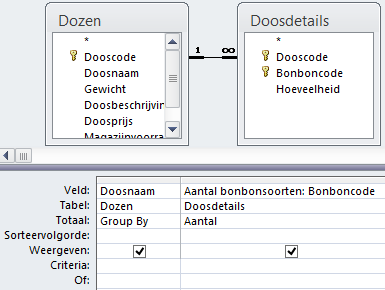 Dozen
*
Dooscode
Doosnaam
Gewicht
Doosbeschrijvin
Doosprijs
Magazijnvoorra
1 ∞
Doosdetails
*
Dooscode
Bonboncode
Hoeveelheid
Veld: Doosnaam Aantal bonbonsoorten: Bonboncode
Tabel: Dozen Doosdetails
Totaal: Group By Aantal
Sorteervolgorde:
Weergeven:
Criteria:
Of: